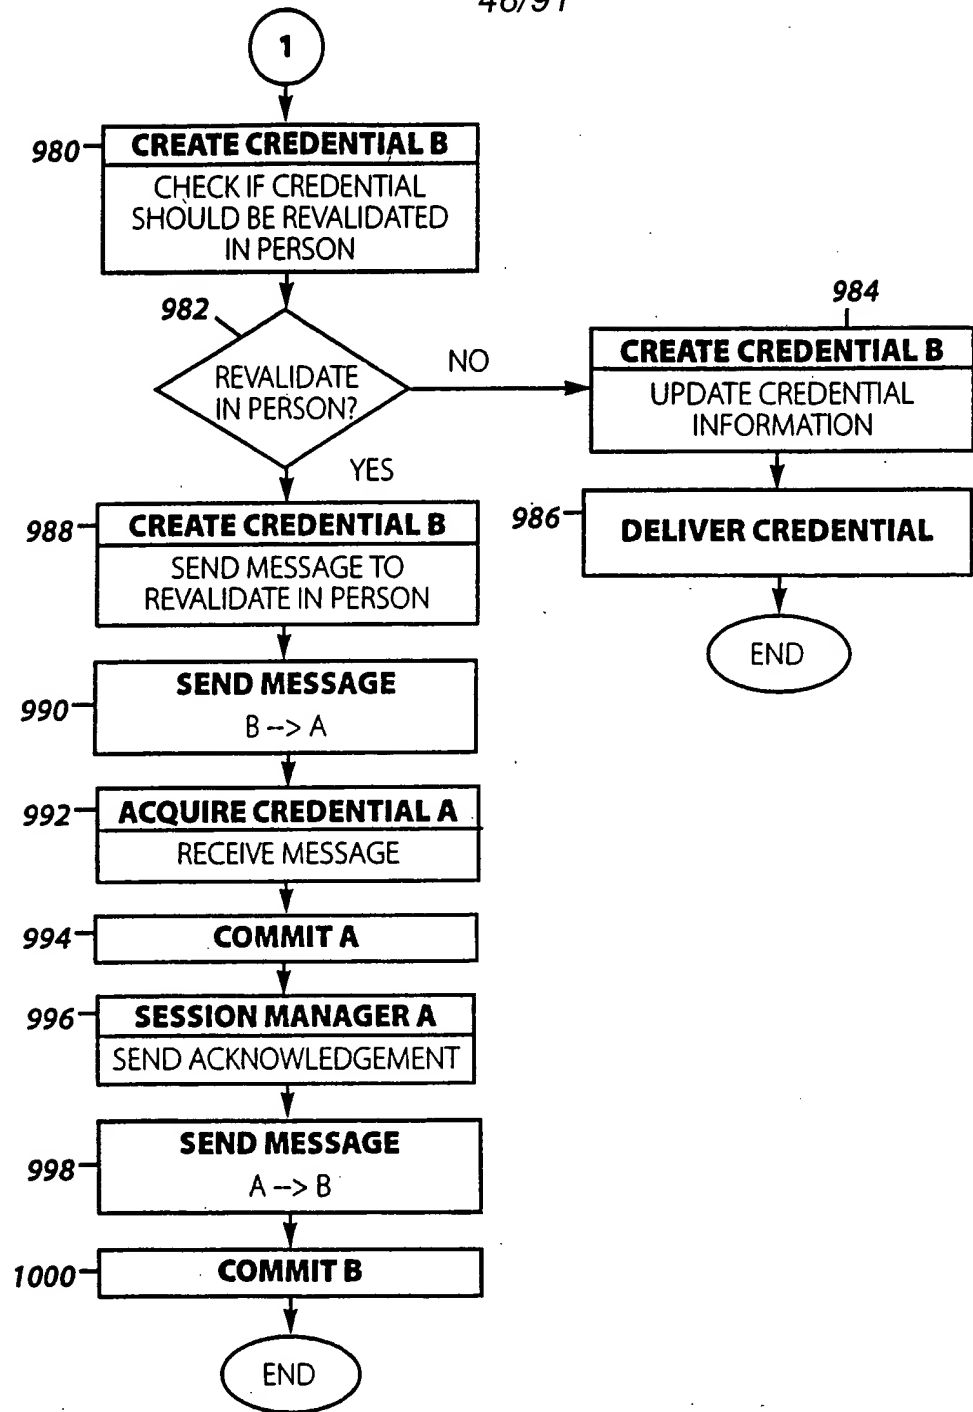 46/91
1
980
CREATE CREDENTIAL B
CHECK IF CREDENTIAL
SHOULD BE REVALIDATED
IN PERSON
982
REVALIDATE
IN PERSON?
NO
YES
984
CREATE CREDENTIAL B
UPDATE CREDENTIAL
INFORMATION
986
DELIVER CREDENTIAL
END
988
CREATE CREDENTIAL B
SEND MESSAGE TO
REVALIDATE IN PERSON
990
SEND MESSAGE
B --> A
992
ACQUIRE CREDENTIAL A
RECEIVE MESSAGE
994
COMMIT A
996
SESSION MANAGER A
SEND ACKNOWLEDGEMENT
998
SEND MESSAGE
A --> B
1000
COMMIT B
END